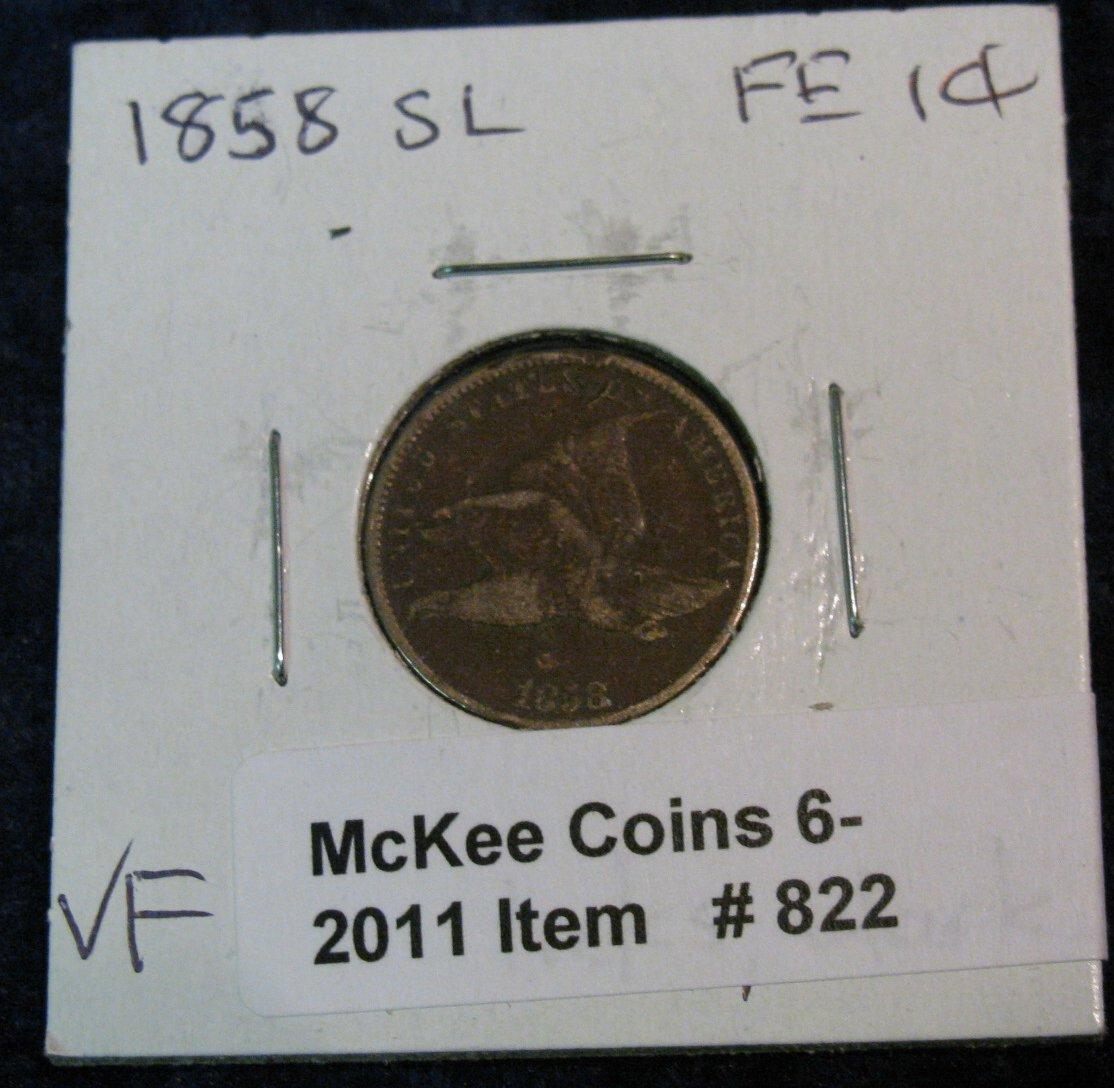 1858 SL FE 1¢
UNITED STATES OF AMERICA
1858
VF
McKee Coins 6-
2011 Item # 822